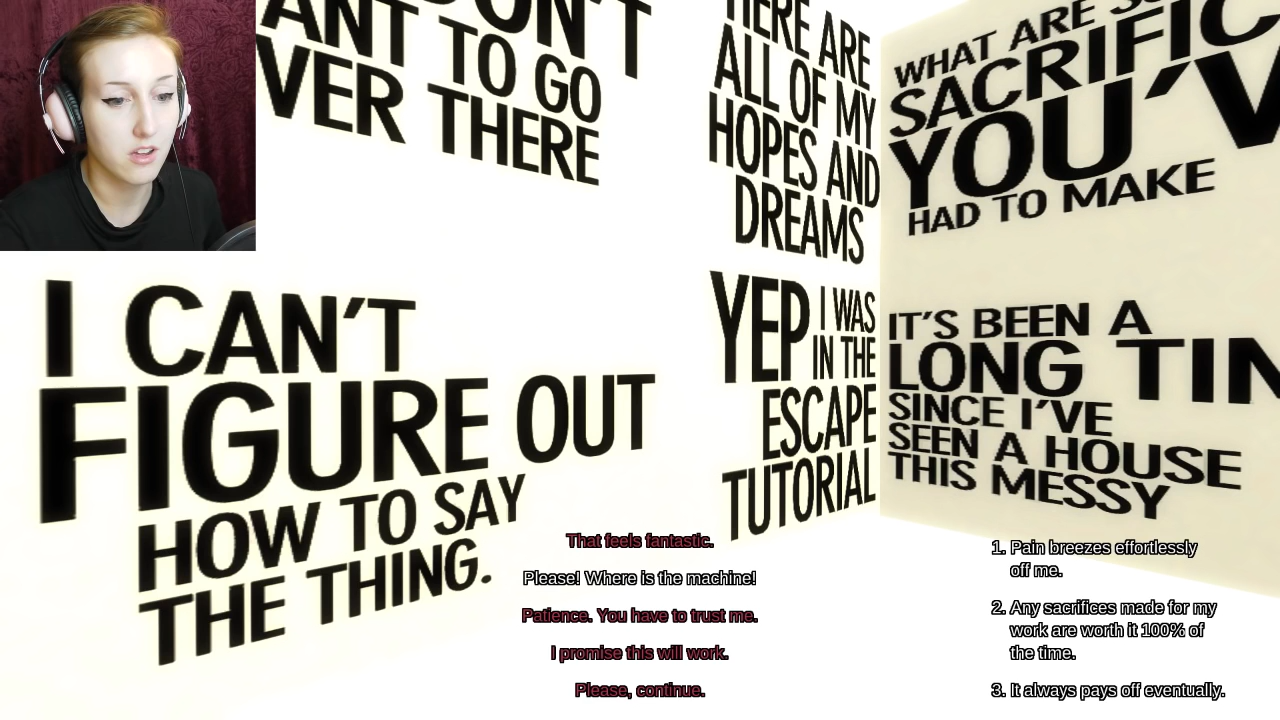 DON'T
ANT TO GO
VER THERE
HERE ARE
ALL OF MY
HOPES AND
DREAMS
WHAT ARE
SACRIFIC
YOU'V
HAD TO MAKE
I CAN'T
FIGURE OUT
HOW TO SAY
THE THING.
YEP I WAS
IN THE
ESCAPE
TUTORIAL
IT'S BEEN A
LONG TIN
SINCE I'VE
SEEN A HOUSE
THIS MESSY
That feels fantastic.
Please! Where is the machine!
Patience. You have to trust me.
I promise this will work.
Please, continue.
1. Pain breezes effortlessly
off me.
2. Any sacrifices made for my
work are worth it 100% of
the time.
3. It always pays off eventually.